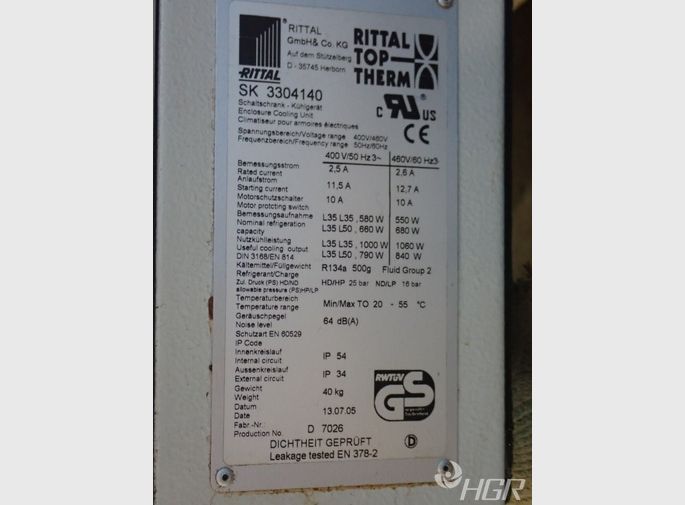 RITTAL
RITTAL
GmbH& Co. KG
Auf dem Stützelberg
D - 35745 Herborn
RITTAL
TOP
THERM
SK 3304140
Schaltschrank - Kühlgerät
Enclosure Cooling Unit
Climatiseur pour armoires électriques
C RU US
CE
Spannungsbereich/Voltage range 400V/460V
Frequenzbereich/Frequency range 50Hz/60Hz
400 V/50 Hz 3~ 460V/60 Hz3
Bemessungsstrom
Rated current 2,5 A 2,6 A
Anlaufstrom
Starting current 11,5 A 12,7 A
Motorschutzschalter
Motor protcting switch 10 A 10 A
Bemessungsaufnahme L35 L35 , 580 W 550 W
Nominal refrigeration L35 L50 , 660 W 680 W
capacity
Nutzkühlleistung L35 L35, 1000 W 1060 W
Useful cooling output L35 L50 , 790 W 840 W
DIN 3168/EN 814
Kältemittel/Füllgewicht
Refrigerant/Charge R134a 500g Fluid Group 2
Zul. Druck (PS) HD/ND
allowable pressure (PS)HP/LP HD/HP 25 bar ND/LP 16 bar
Temperaturbereich
Temperature range Min/Max TO 20 - 55 °C
Geräuschpegel
Noise level 64 dB(A)
Schutzart EN 60529
IP Code
Innenkreislauf
Internal circuit IP 54
Aussenkreislauf
External circuit IP 34
Gewicht
Weight 40 kg
Datum
Date 13.07.05
Fabr.-Nr.
Production No. D 7026
RWTÜV
GS
DICHTHEIT GEPRÜFT D
Leakage tested EN 378-2
HGR